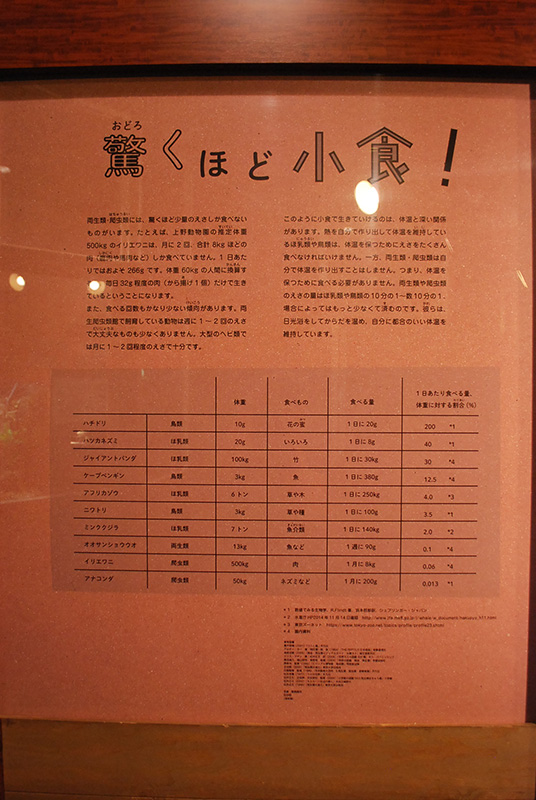 おどろ
驚くほど小食！
両生類・爬虫類には、驚くほど少量のえさしか食べない
ものがいます。たとえば、上野動物園の推定体重
500kgのイリエワニは、月に2回、合計8kgほどの
肉（鶏肉や馬肉など）しか食べていません。1日あた
りではおよそ266gです。体重60kgの人間に換算す
ると、毎日32g程度の肉（から揚げ1個）だけで生き
ているということになります。
また、食べる回数もかなり少ない傾向があります。両
生爬虫類館で飼育している動物は週に1〜2回のえさ
で大丈夫なものも少なくありません。大型のヘビ類で
は月に1〜2回程度のえさで十分です。
このように小食で生きていけるのは、体温と深い関係
があります。熱を自分で作り出して体温を維持してい
るほ乳類や鳥類は、体温を保つためにえさをたくさん
食べなければいけません。一方、両生類・爬虫類は自
分で体温を作り出すことはしません。つまり、体温を
保つために食べる必要がありません。両生類・爬虫類
のえさの量はほ乳類や鳥類の10分の1〜数10分の1、
場合によってはもっと少なくて済むのです。彼らは、
日光浴をしてからだを温め、自分に都合のいい体温を
維持しています。
体重 食べもの 食べる量 1日あたり食べる量、体重に対する割合（%）
ハチドリ 鳥類 10g 花の蜜 1日に20g 200 *1
ハツカネズミ ほ乳類 20g いろいろ 1日に8g 40 *1
ジャイアントパンダ ほ乳類 100kg 竹 1日に30kg 30 *4
ケープペンギン 鳥類 3kg 魚 1日に380g 12.5 *4
アフリカゾウ ほ乳類 6トン 草や木 1日に250kg 4.0 *3
ニワトリ 鳥類 3kg 草や種 1日に100g 3.5 *1
ミンククジラ ほ乳類 7トン 魚介類 1日に140kg 2.0 *2
オオサンショウウオ 両生類 13kg 魚など 1週に90g 0.1 *4
イリエワニ 爬虫類 500kg 肉 1月に8kg 0.06 *4
アナコンダ 爬虫類 50kg ネズミなど 1月に200g 0.013 *1